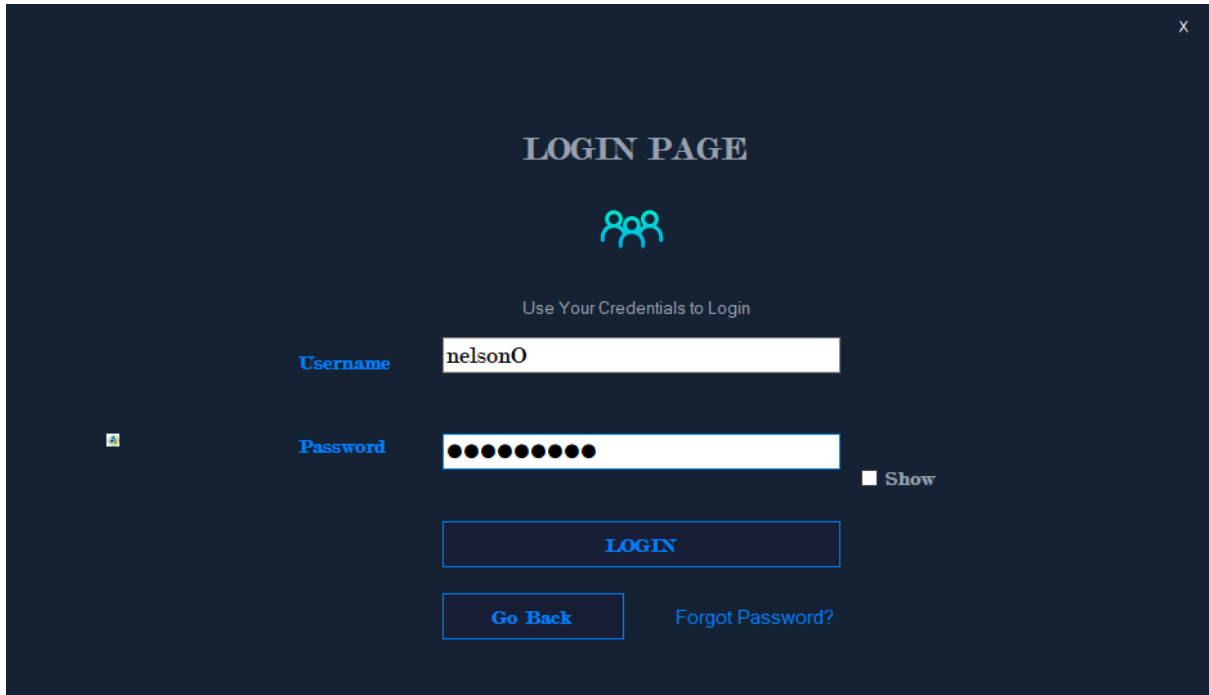 X
LOGIN PAGE
Use Your Credentials to Login
Username nelsonO
Password ●●●●●●●●●
Show
LOGIN
Go Back Forgot Password?